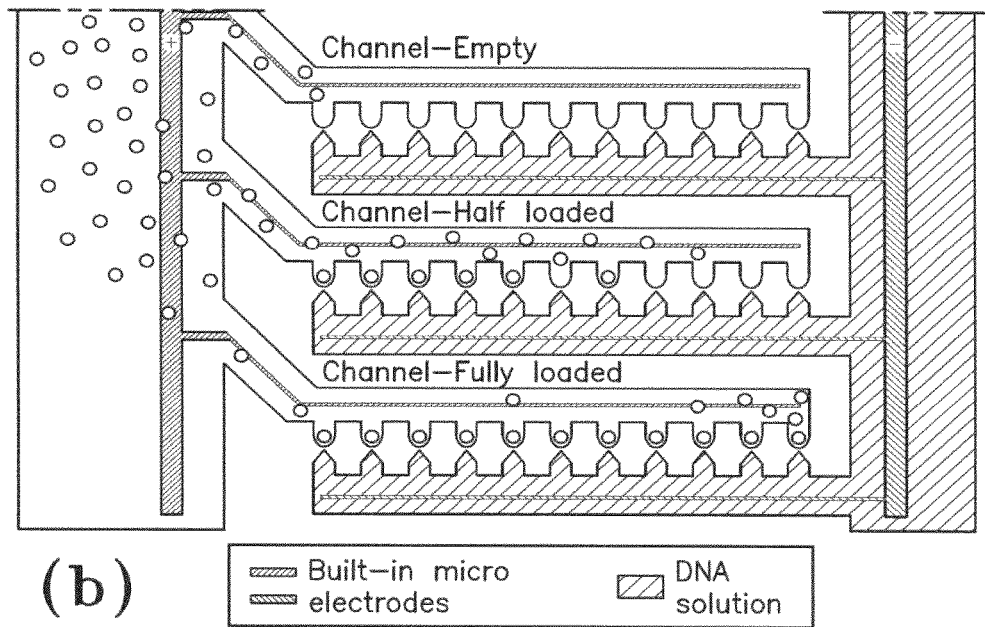 Channel-Empty
Channel-Half loaded
Channel-Fully loaded
(b)
Built-in micro
electrodes
DNA
solution